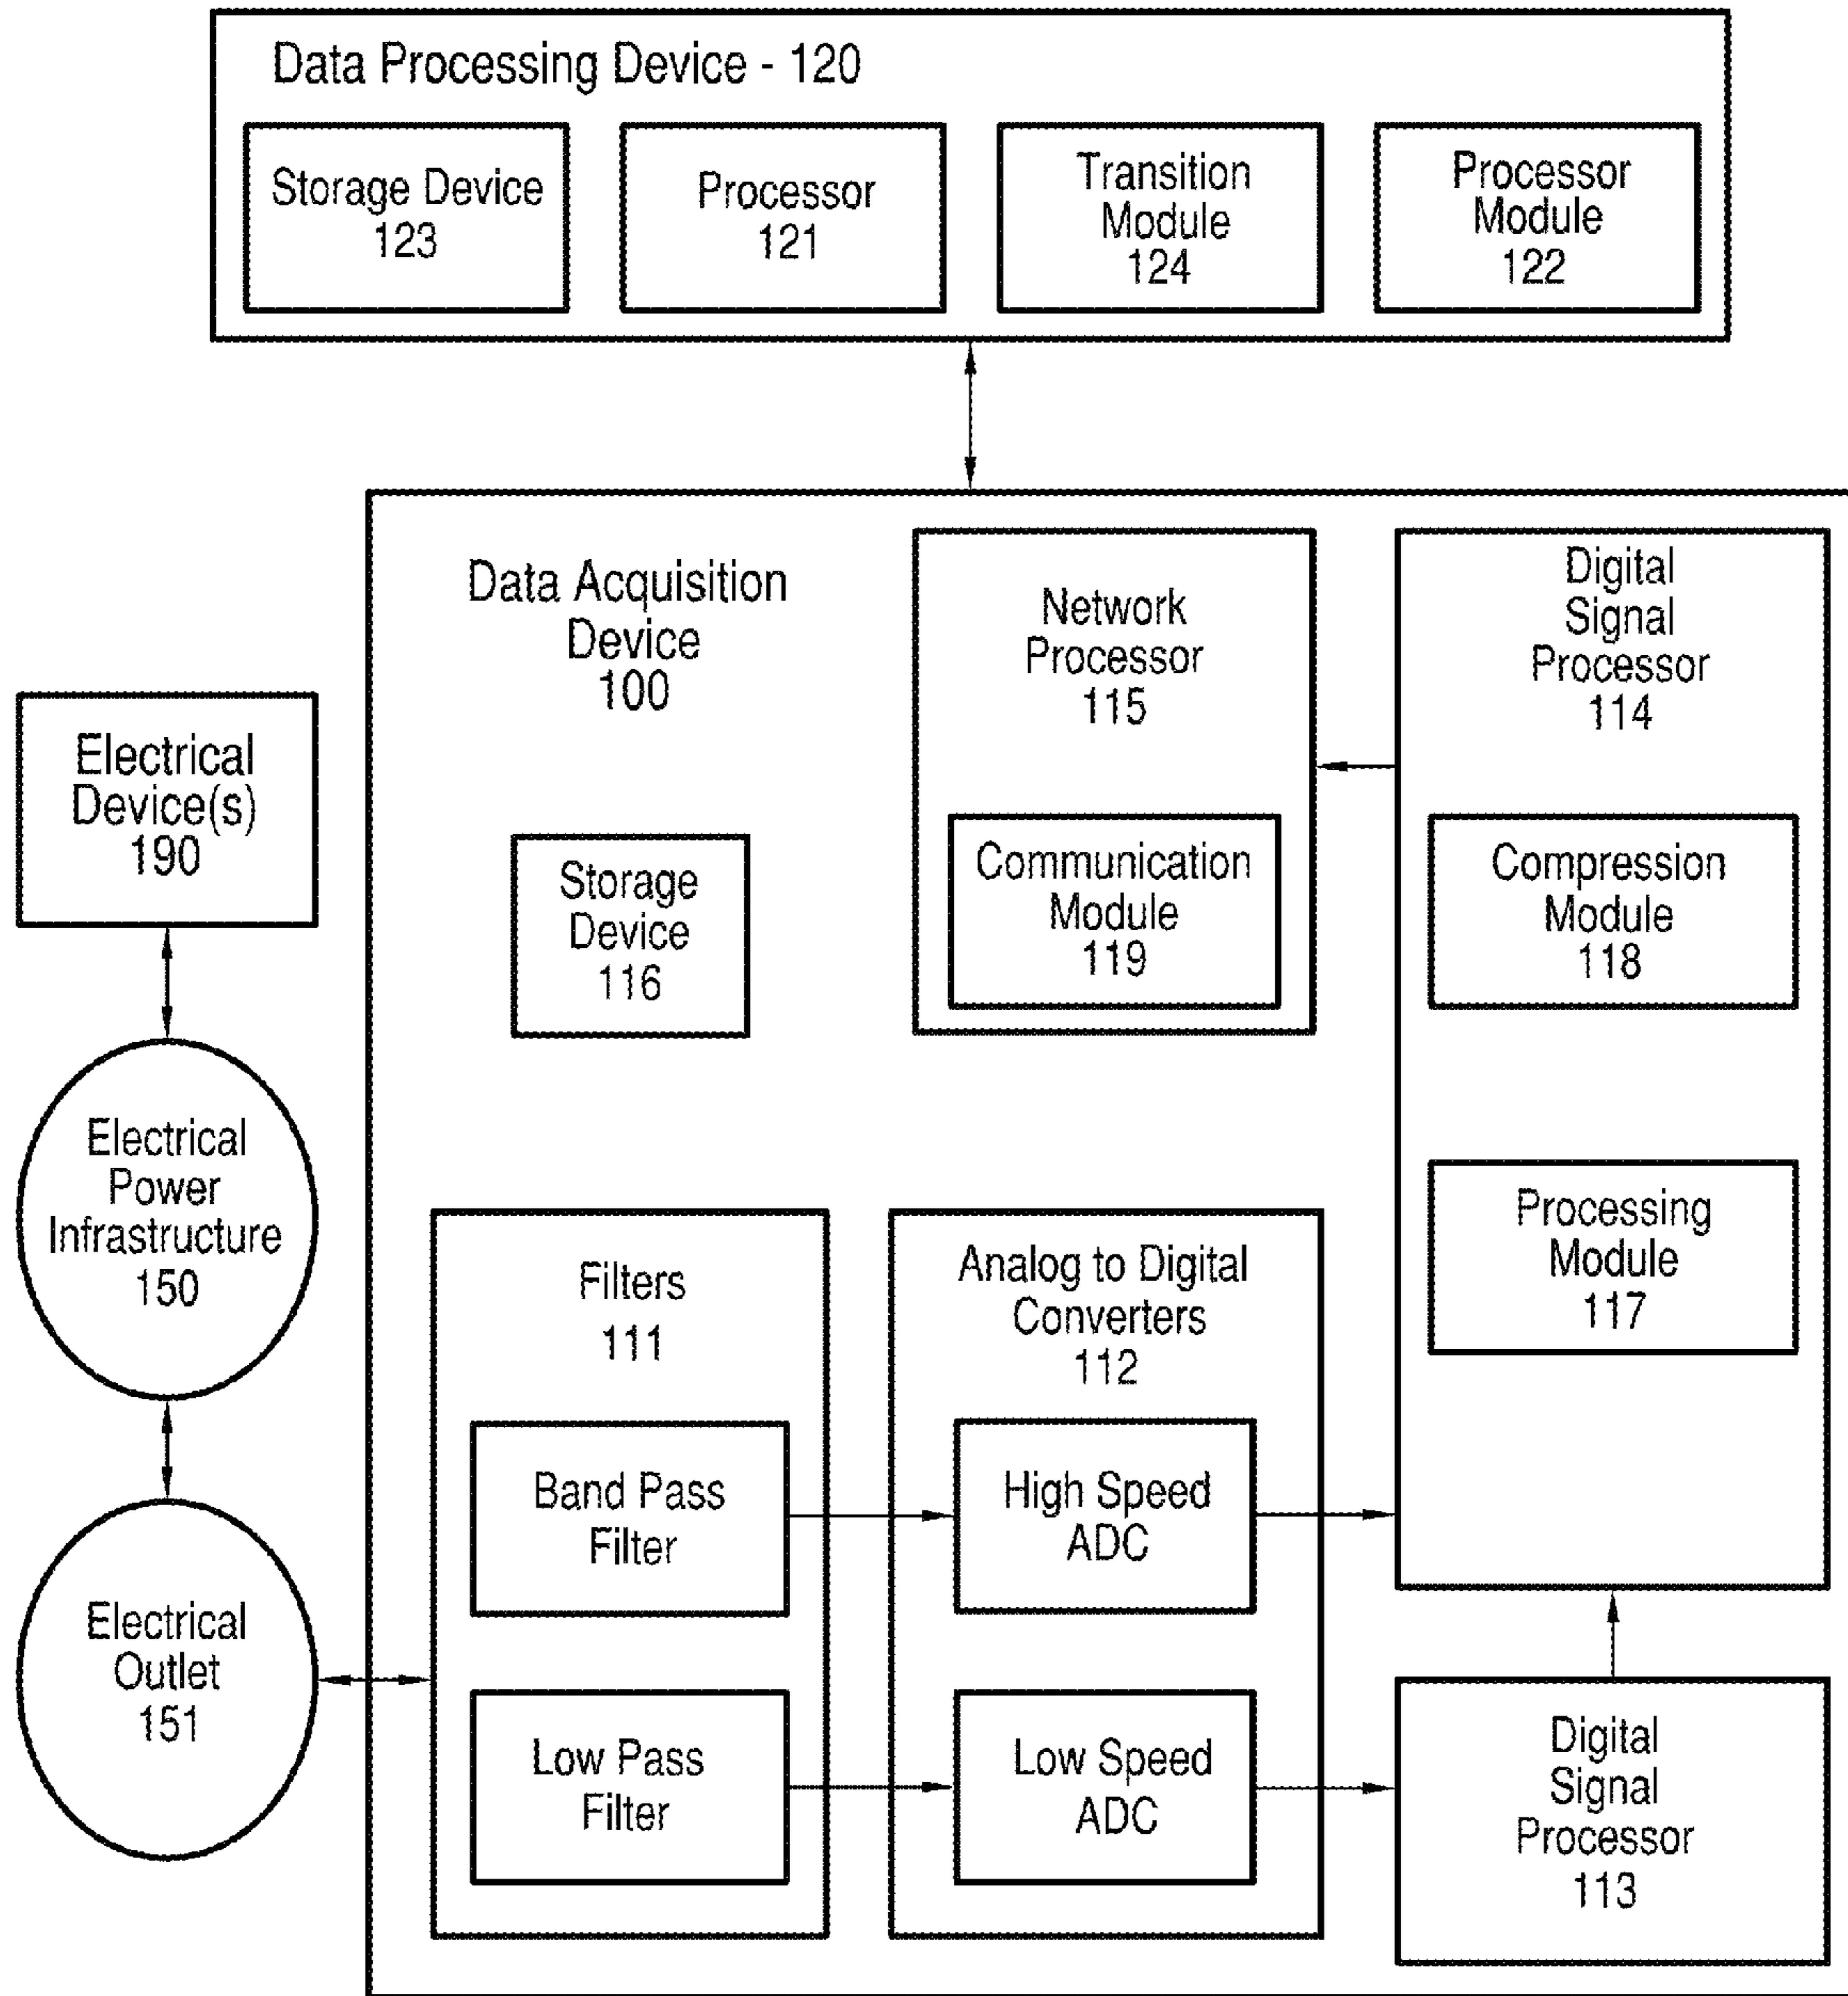 Data Processing Device - 120
Storage Device
123
Processor
121
Transition
Module
124
Processor
Module
122
Data Acquisition
Device
100
Network
Processor
115
Digital
Signal
Processor
114
Electrical
Device(s)
190
Storage
Device
116
Communication
Module
119
Compression
Module
118
Electrical
Power
Infrastructure
150
Processing
Module
117
Filters
111
Analog to Digital
Converters
112
Band Pass
Filter
High Speed
ADC
Electrical
Outlet
151
Low Pass
Filter
Low Speed
ADC
Digital
Signal
Processor
113